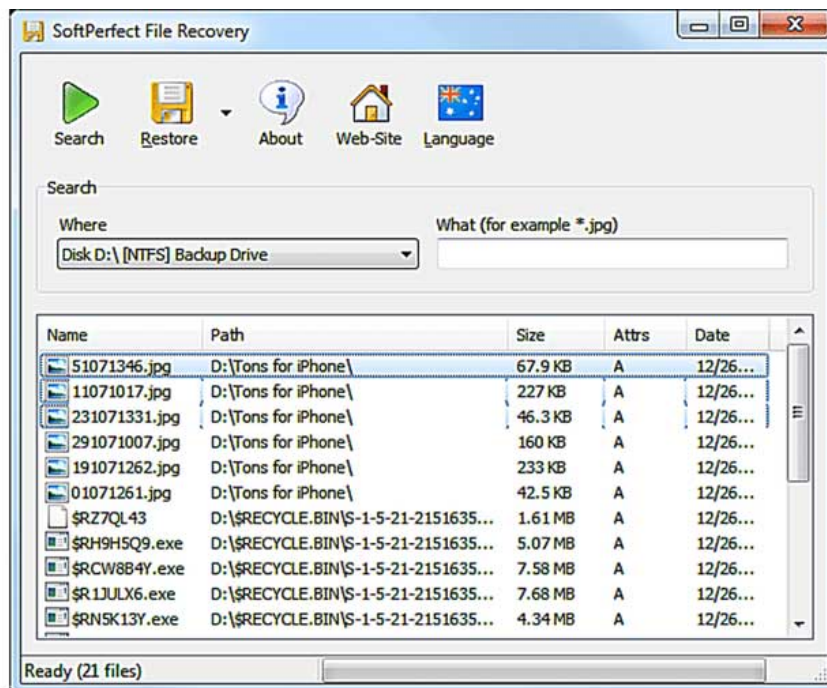 SoftPerfect File Recovery
Search Restore About Web-Site Language
Search
Where What (for example *.jpg)
Disk D:\ [NTFS] Backup Drive
Name Path Size Attrs Date
51071346.jpg D:\Tons for iPhone\ 67.9 KB A 12/26...
11071017.jpg D:\Tons for iPhone\ 227 KB A 12/26...
231071331.jpg D:\Tons for iPhone\ 46.3 KB A 12/26...
291071007.jpg D:\Tons for iPhone\ 160 KB A 12/26...
191071262.jpg D:\Tons for iPhone\ 233 KB A 12/26...
01071261.jpg D:\Tons for iPhone\ 42.5 KB A 12/26...
$RZ7QL43 D:\$RECYCLE.BIN\S-1-5-21-2151635... 1.61 MB A 12/26...
$RH9H5Q9.exe D:\$RECYCLE.BIN\S-1-5-21-2151635... 5.07 MB A 12/26...
$RCW8B4Y.exe D:\$RECYCLE.BIN\S-1-5-21-2151635... 7.58 MB A 12/26...
$R1JULX6.exe D:\$RECYCLE.BIN\S-1-5-21-2151635... 7.68 MB A 12/26...
$RN5K13Y.exe D:\$RECYCLE.BIN\S-1-5-21-2151635... 4.34 MB A 12/26...
Ready (21 files)